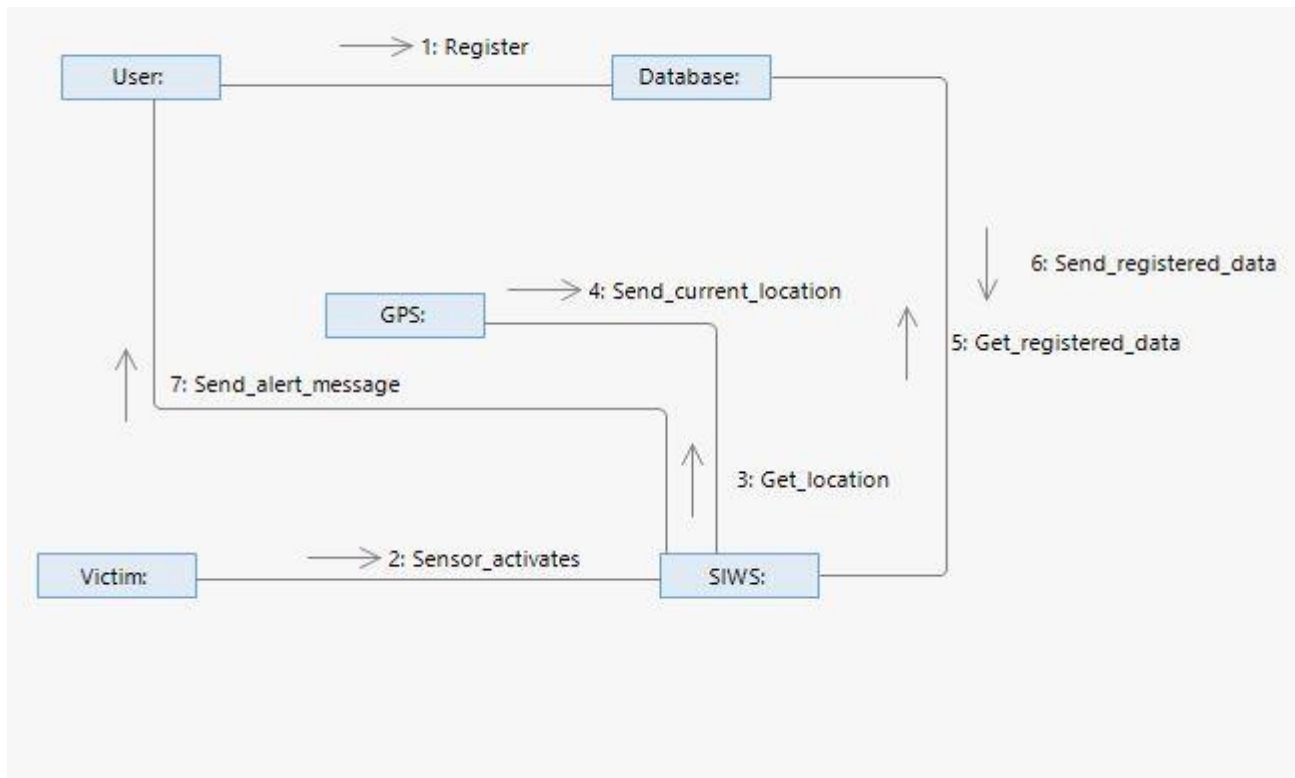 1: Register
User:
Database:
6: Send_registered_data
4: Send_current_location
GPS:
5: Get_registered_data
7: Send_alert_message
3: Get_location
2: Sensor_activates
Victim:
SIWS: